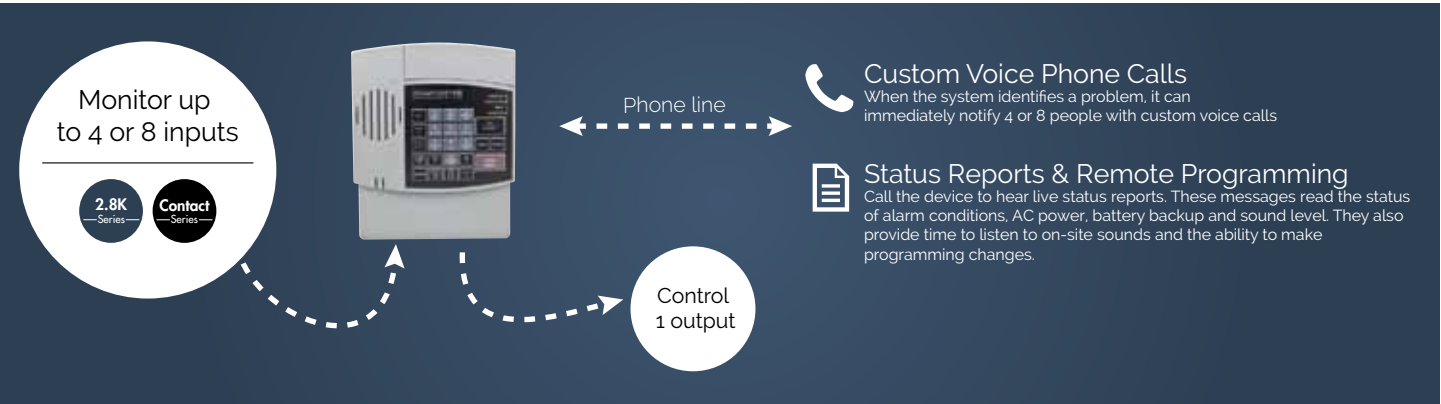 Monitor up
to 4 or 8 inputs
2.8K
Series
Contact
Series
Phone line
Control
1 output
Custom Voice Phone Calls
When the system identifies a problem, it can
immediately notify 4 or 8 people with custom voice calls
Status Reports & Remote Programming
Call the device to hear live status reports. These messages read the status
of alarm conditions, AC power, battery backup and sound level. They also
provide time to listen to on-site sounds and the ability to make
programming changes.